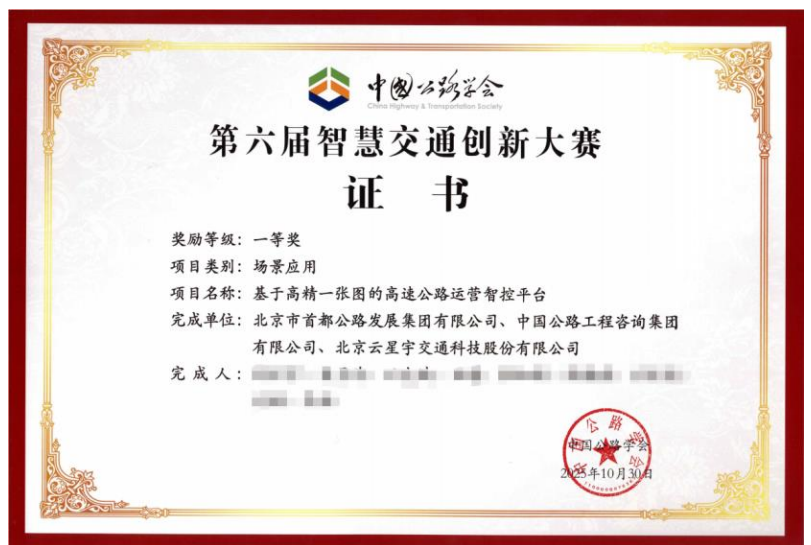 中国公路学会
China Highway & Transportation Society
第六届智慧交通创新大赛
证 书
奖励等级：一等奖
项目类别：场景应用
项目名称：基于高精一张图的高速公路运营智控平台
完成单位：北京市首都公路发展集团有限公司、中国公路工程咨询集团
有限公司、北京云星宇交通科技股份有限公司
完 成 人：
中国公路学会
中国公路学会
2025年10月30日